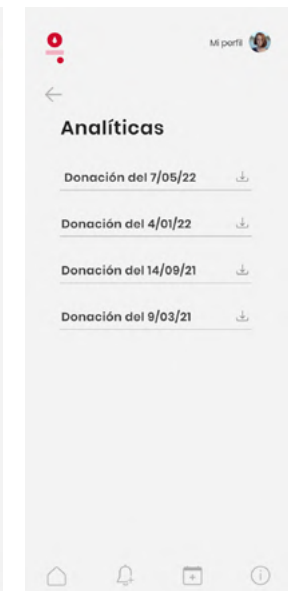 Mi perfil
Analíticas
Donación del 7/05/22
Donación del 4/01/22
Donación del 14/09/21
Donación del 9/03/21